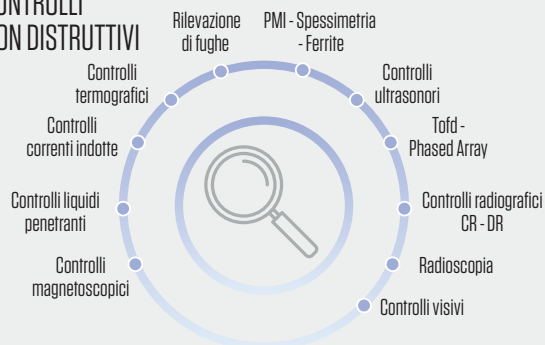 ONTROLLI
ON DISTRUTTIVI
Rilevazione
di fughe
PMI - Spessimetria
- Ferrite
Controlli
termografici
Controlli
ultrasonori
Controlli
correnti indotte
Tofd -
Phased Array
Controlli liquidi
penetranti
Controlli radiografici
CR - DR
Controlli
magnetoscopici
Radioscopia
Controlli visivi